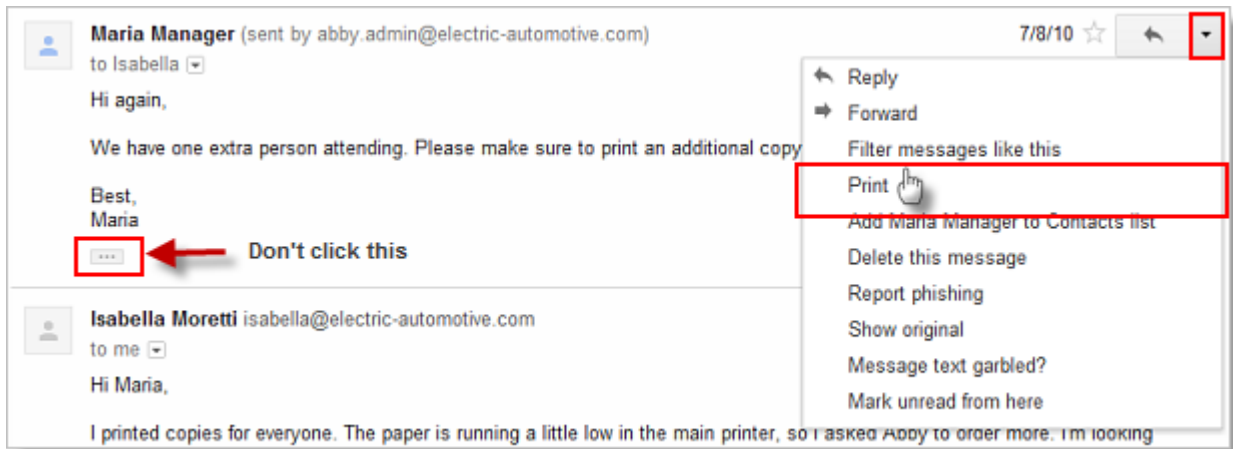 Maria Manager (sent by abby.admin@electric-automotive.com) 7/8/10
to Isabella
Hi again,
We have one extra person attending. Please make sure to print an additional copy
Best,
Maria
...
Don't click this
Reply
Forward
Filter messages like this
Print
Add Maria Manager to Contacts list
Delete this message
Report phishing
Show original
Message text garbled?
Mark unread from here
Isabella Moretti isabella@electric-automotive.com
to me
Hi Maria,
I printed copies for everyone. The paper is running a little low in the main printer, so I asked Abby to order more. I'm looking